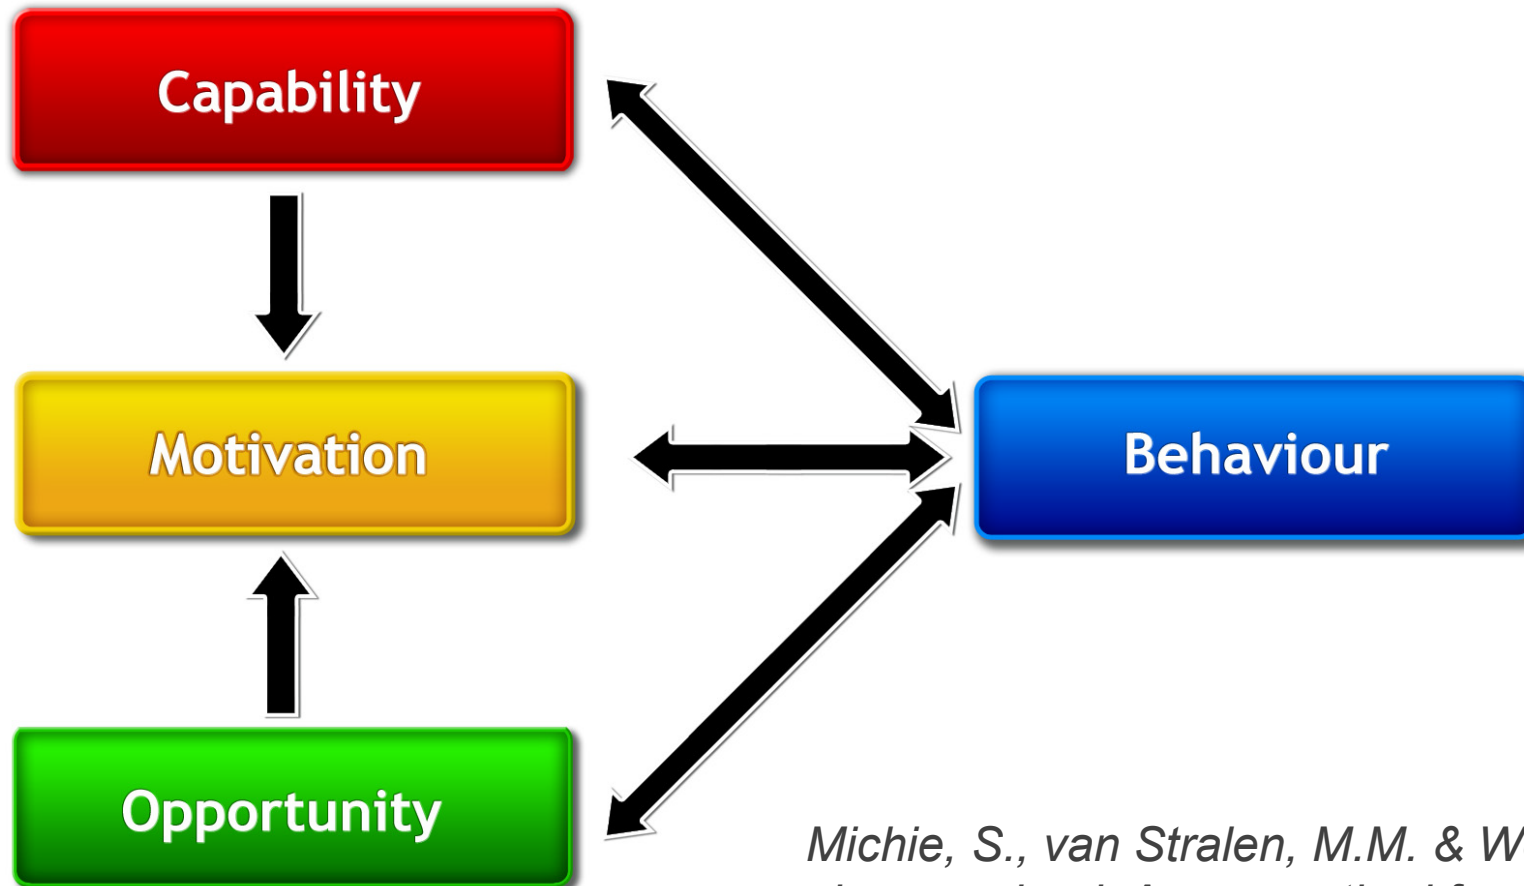 Capability
Motivation
Behaviour
Opportunity
Michie, S., van Stralen, M.M. & W